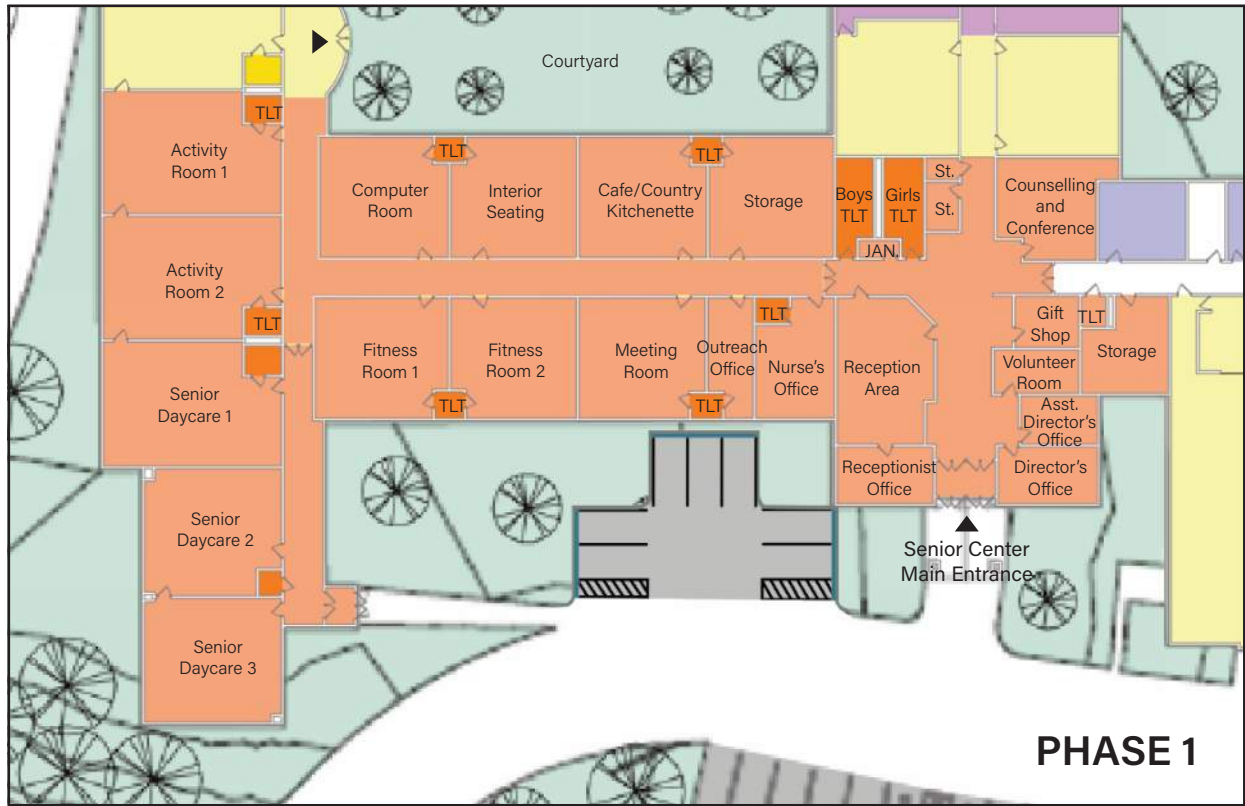 Courtyard
TLT
Activity
Room 1
TLT
TLT
Computer
Room
Interior
Seating
Cafe/Country
Kitchenette
Storage
Boys
TLT
Girls
TLT
St.
St.
JAN.
Counselling
and
Conference
Activity
Room 2
TLT
TLT
Gift
Shop
TLT
Fitness
Room 1
Fitness
Room 2
Meeting
Room
Outreach
Office
Nurse's
Office
Reception
Area
Volunteer
Room
Storage
Senior
Daycare 1
TLT
TLT
Asst.
Director's
Office
Receptionist
Office
Director's
Office
Senior
Daycare 2
Senior Center
Main Entrance
Senior
Daycare 3
PHASE 1